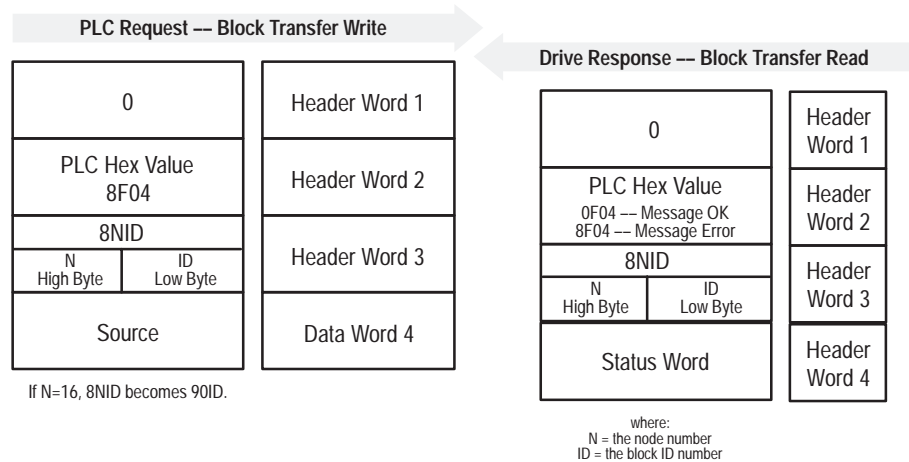 PLC Request –– Block Transfer Write
0
Header Word 1
PLC Hex Value
8F04
Header Word 2
8NID
N
High Byte
ID
Low Byte
Header Word 3
Source
Data Word 4
If N=16, 8NID becomes 90ID.
Drive Response –– Block Transfer Read
0
Header
Word 1
PLC Hex Value
0F04 –– Message OK
8F04 –– Message Error
Header
Word 2
8NID
N
High Byte
ID
Low Byte
Header
Word 3
Status Word
Header
Word 4
where:
N = the node number
ID = the block ID number